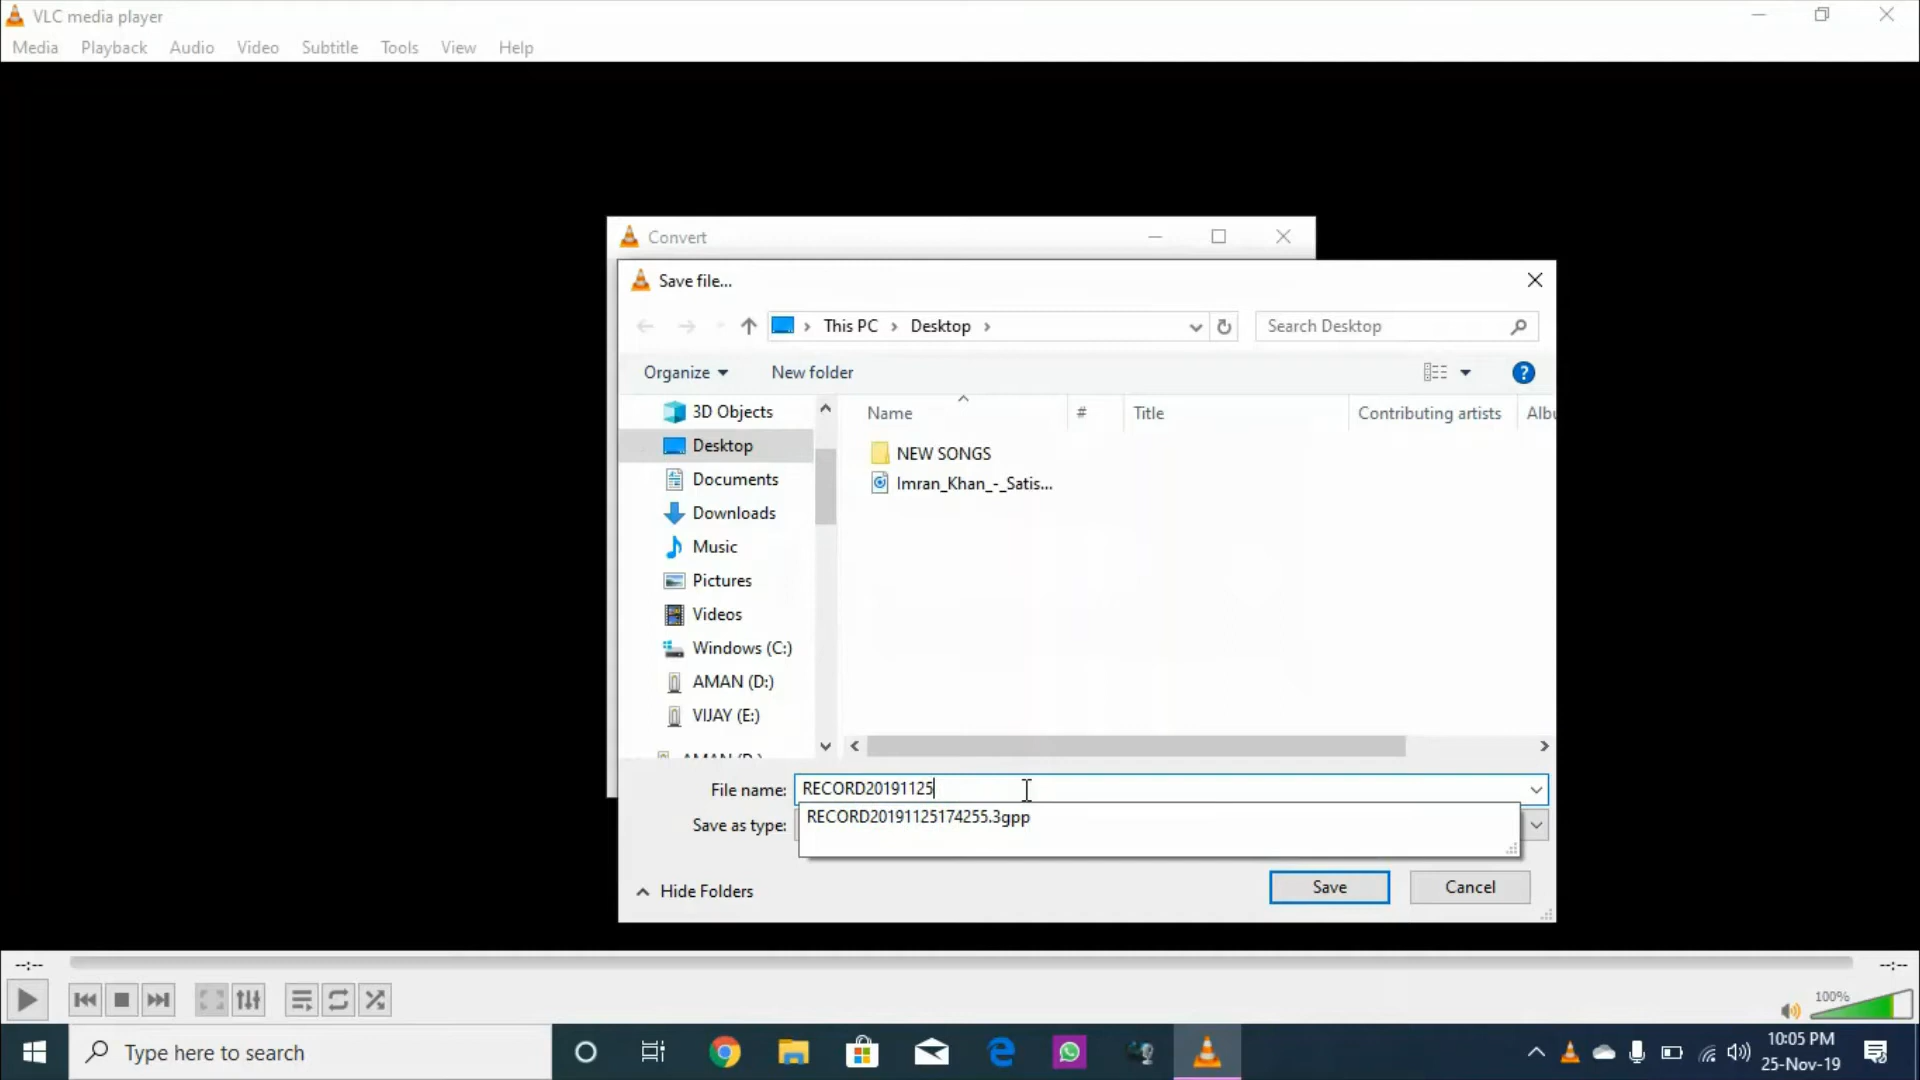 VLC media player
Media Playback Audio Video Subtitle Tools View Help
Convert
Save file...
This PC Desktop
Search Desktop
Organize New folder
Name # Title Contributing artists Albu
3D Objects
Desktop
Documents
Downloads
Music
Pictures
Videos
Windows (C:)
AMAN (D:)
VIJAY (E:)
NEW SONGS
Imran_Khan_-_Satis...
File name: RECORD20191125
RECORD20191125174255.3gpp
Save as type:
Hide Folders
Save Cancel
--:-- --:--
100%
Type here to search
10:05 PM
25-Nov-19